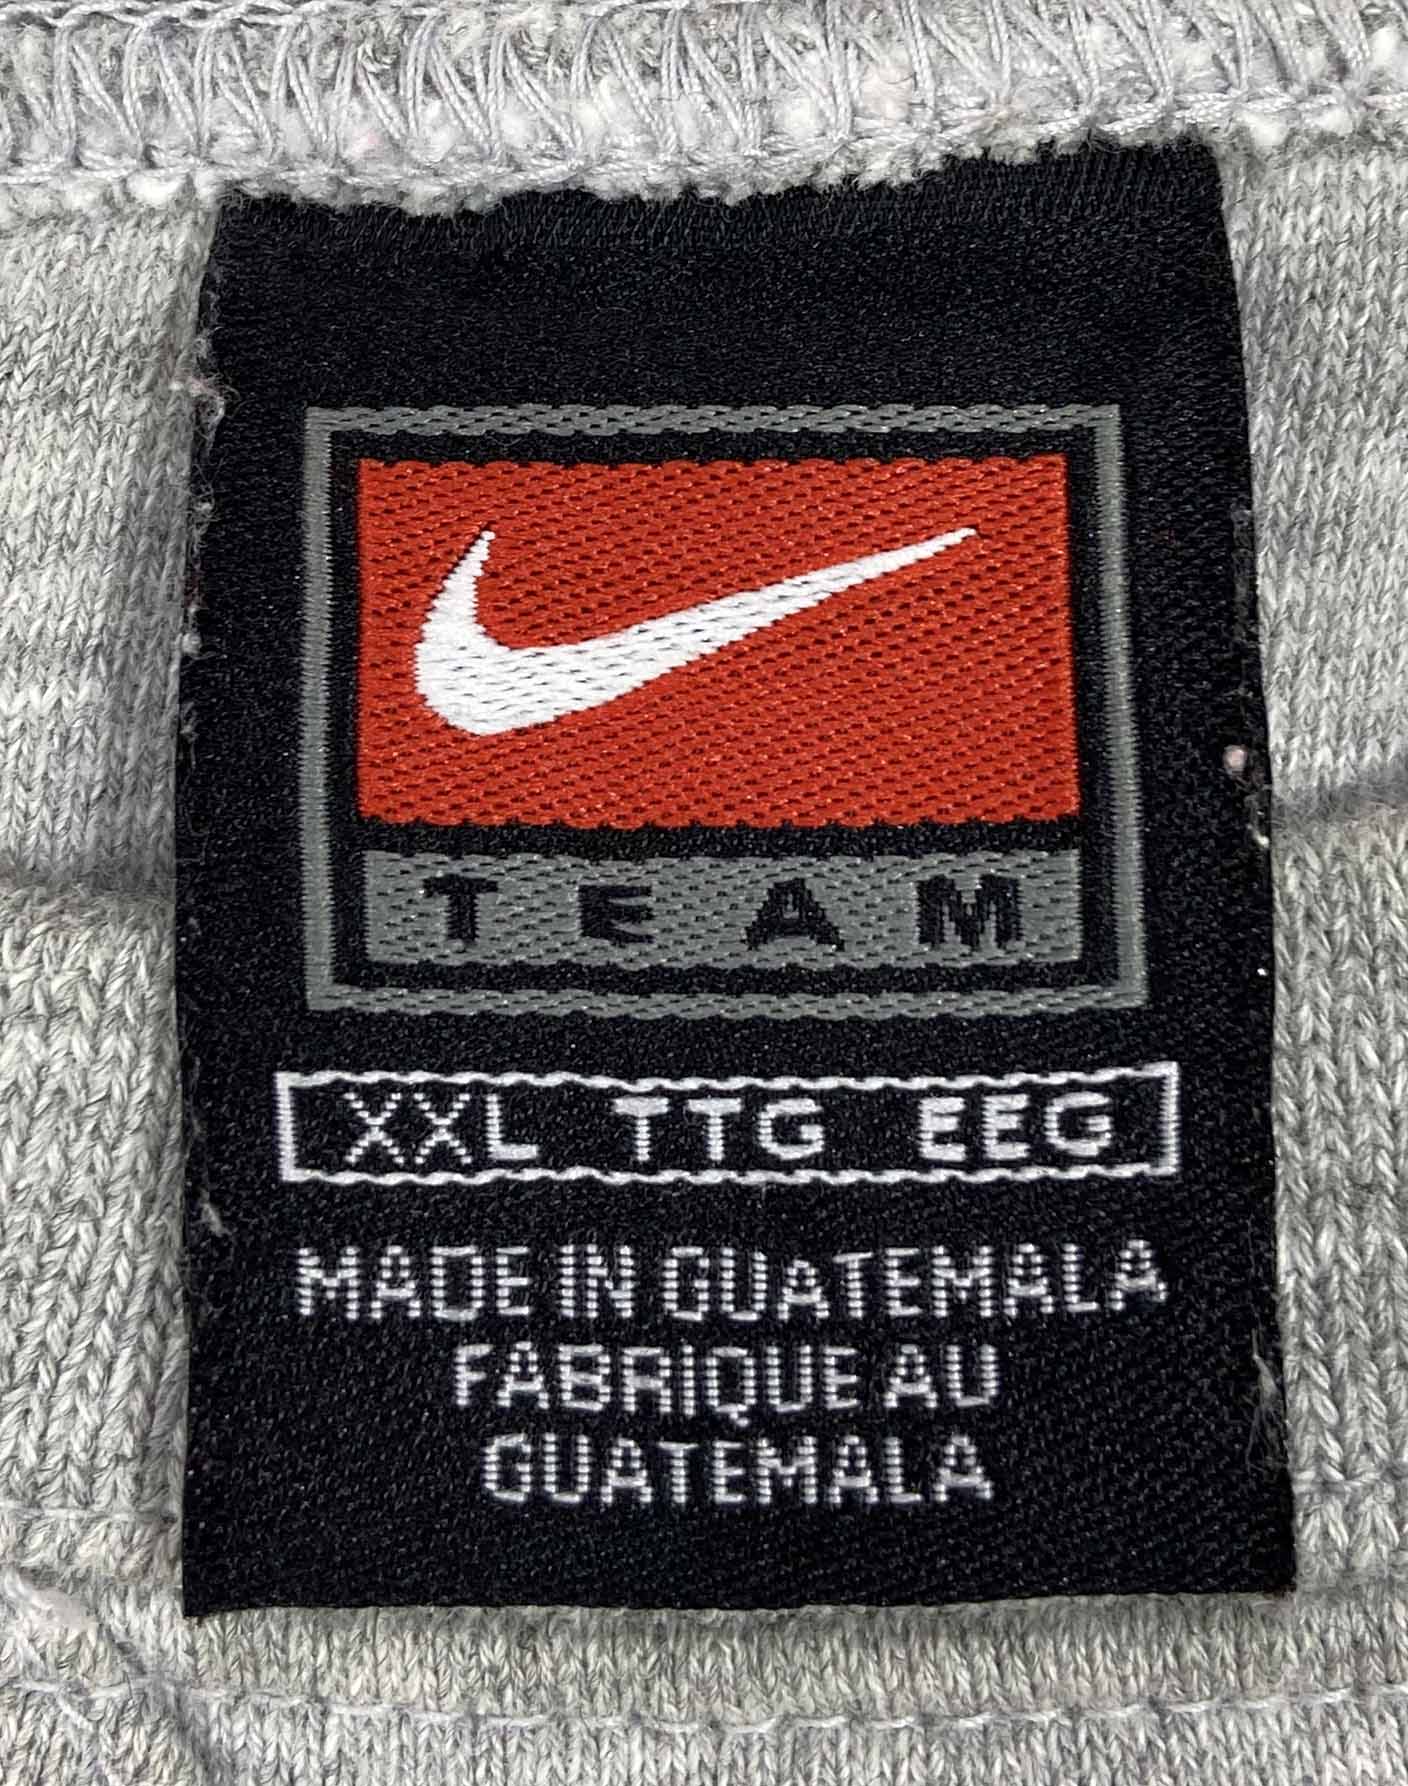 TEAM
XXL TTG EEG
MADE IN GUATEMALA
FABRIQUE AU
GUATEMALA